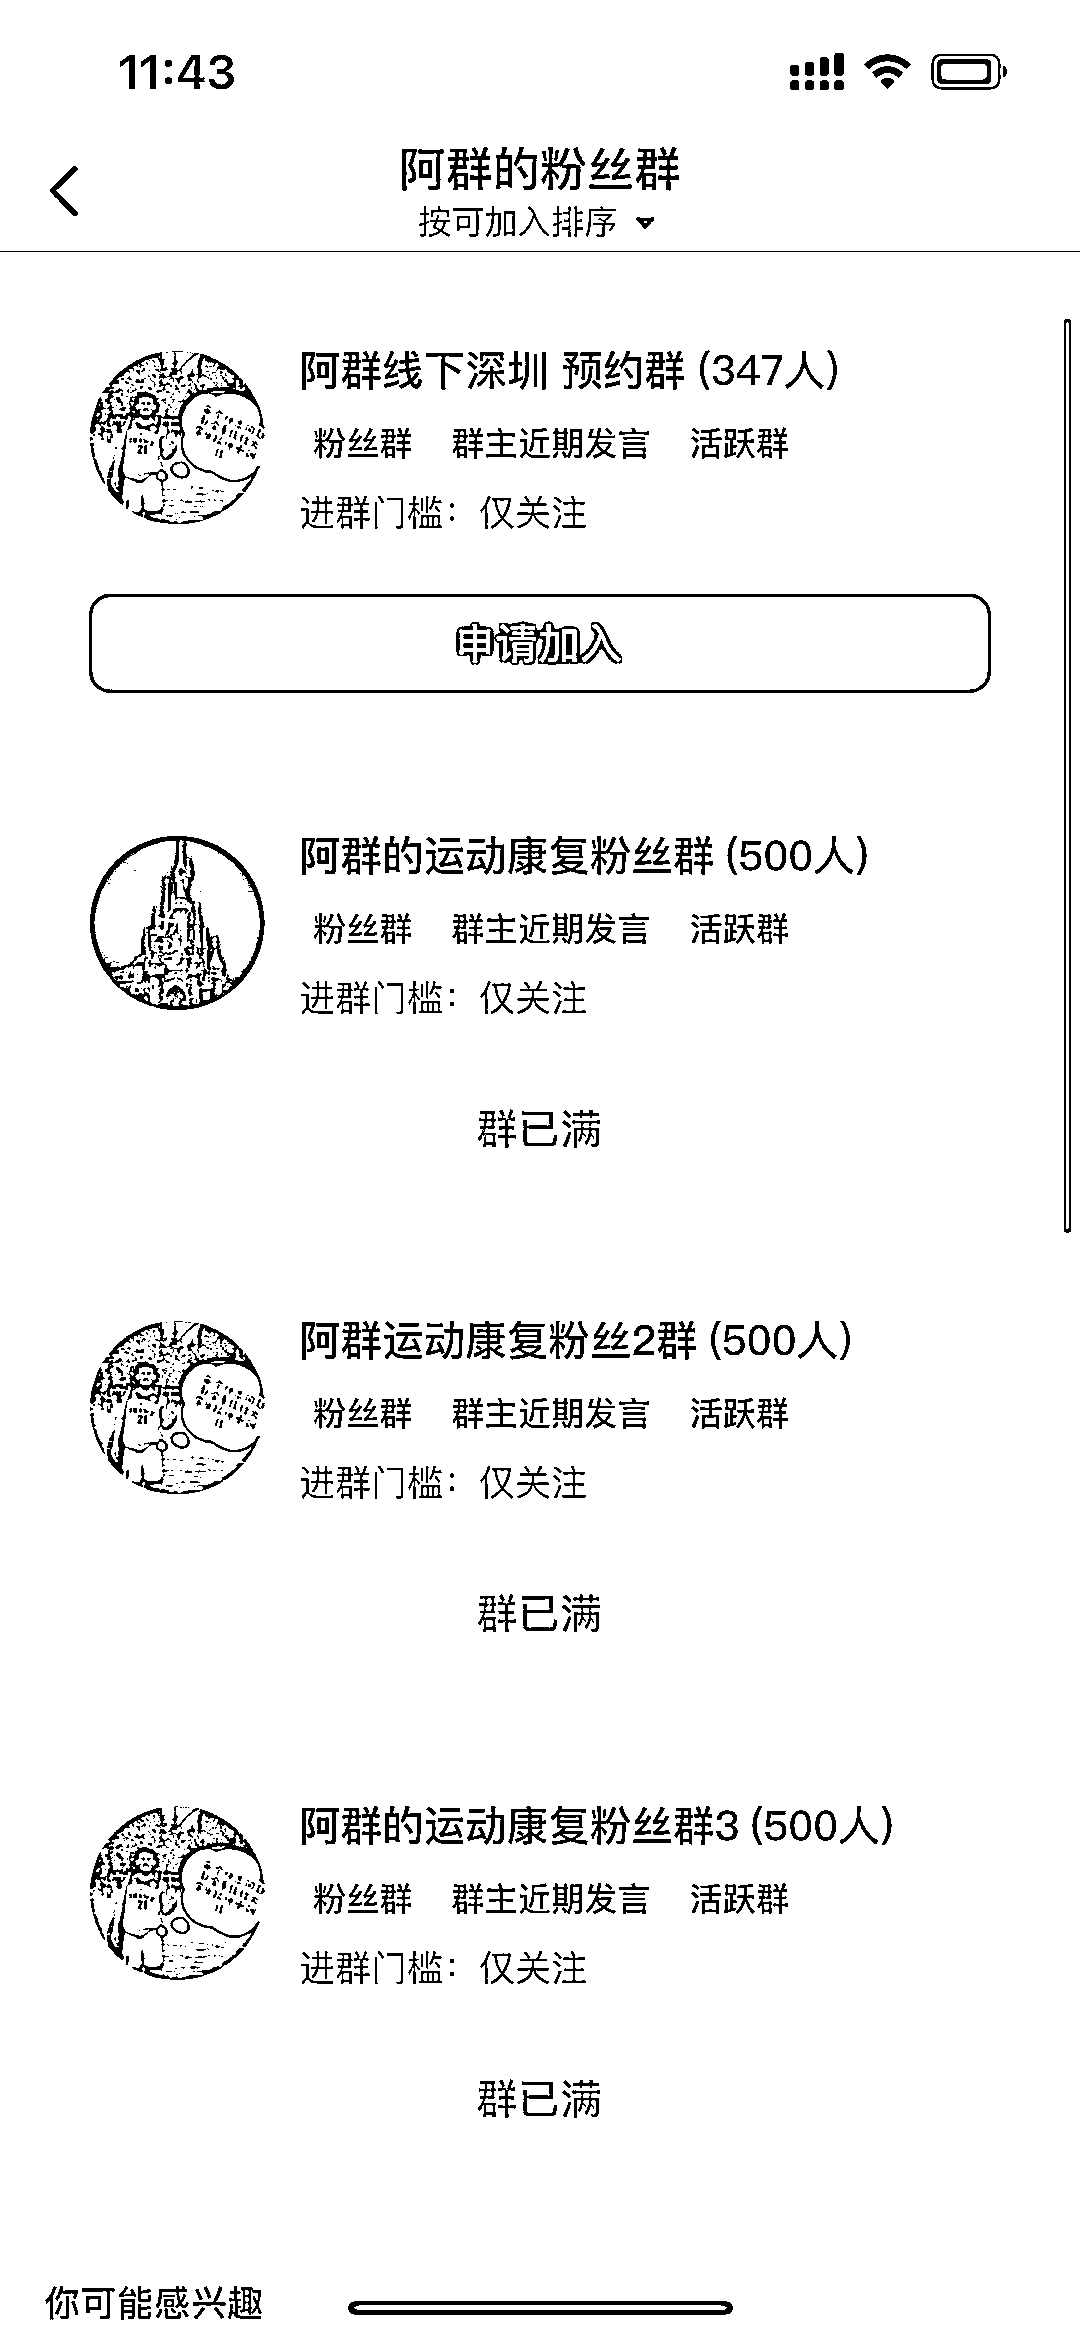 11:43
阿群的粉丝群
按可加入排序
阿群线下深圳 预约群 (347人)
粉丝群 群主近期发言 活跃群
进群门槛：仅关注
申请加入
阿群的运动康复粉丝群 (500人)
粉丝群 群主近期发言 活跃群
进群门槛：仅关注
群已满
阿群运动康复粉丝2群 (500人)
粉丝群 群主近期发言 活跃群
进群门槛：仅关注
群已满
阿群的运动康复粉丝群3 (500人)
粉丝群 群主近期发言 活跃群
进群门槛：仅关注
群已满
你可能感兴趣